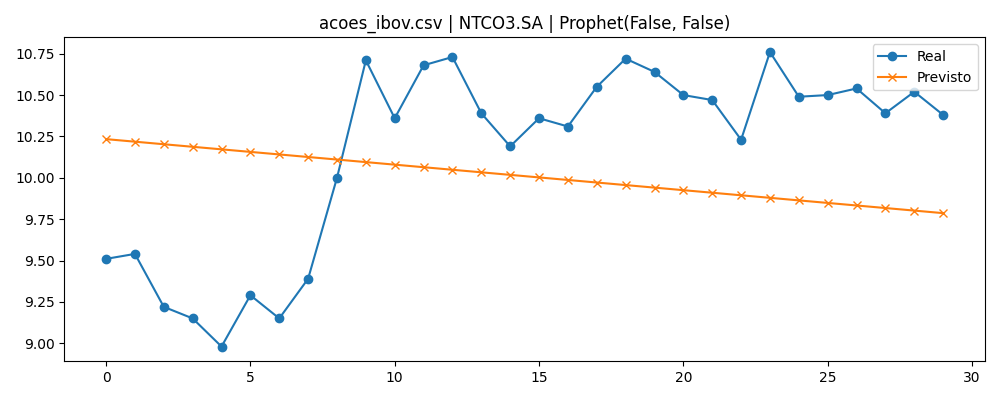 acoes_ibov.csv | NTCO3.SA | Prophet(False, False)
Real
Previsto
10.75
10.50
10.25
10.00
9.75
9.50
9.25
9.00
0 5 10 15 20 25 30